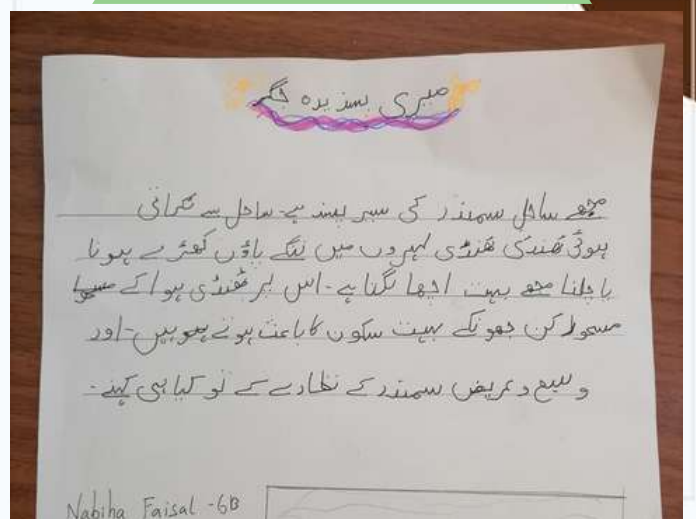 میری پسندیدہ جگہ
مجھے ساحل سمندر کی سیر پسند ہے۔ ساحل سے ٹکراتی
ہوئی ٹھنڈی ٹھنڈی لہروں میں ننگے پاؤں کھڑے ہونا
یا چلنا مجھے بہت اچھا لگتا ہے۔ اس پر ٹھنڈی ہوا کے
مسحور کن جھونکے بہت سکون کا باعث ہوتے ہیں۔ اور
وسیع و عریض سمندر کے نظارے کے تو کیا ہی کہنے۔
Nabiha Faisal - 6B